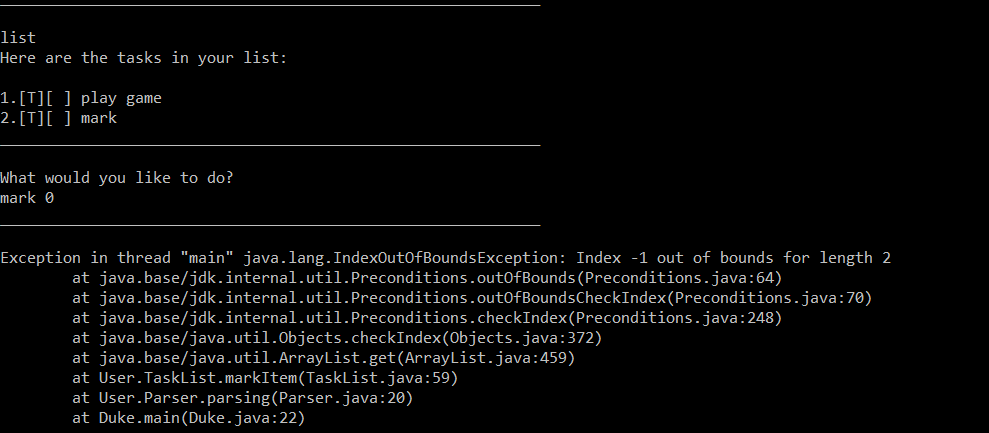 list
Here are the tasks in your list:
1.[T][ ] play game
2.[T][ ] mark
What would you like to do?
mark 0
Exception in thread "main" java.lang.IndexOutOfBoundsException: Index -1 out of bounds for length 2
at java.base/jdk.internal.util.Preconditions.outOfBounds(Preconditions.java:64)
at java.base/jdk.internal.util.Preconditions.outOfBoundsCheckIndex(Preconditions.java:70)
at java.base/jdk.internal.util.Preconditions.checkIndex(Preconditions.java:248)
at java.base/java.util.Objects.checkIndex(Objects.java:372)
at java.base/java.util.ArrayList.get(ArrayList.java:459)
at User.TaskList.markItem(TaskList.java:59)
at User.Parser.parsing(Parser.java:20)
at Duke.main(Duke.java:22)